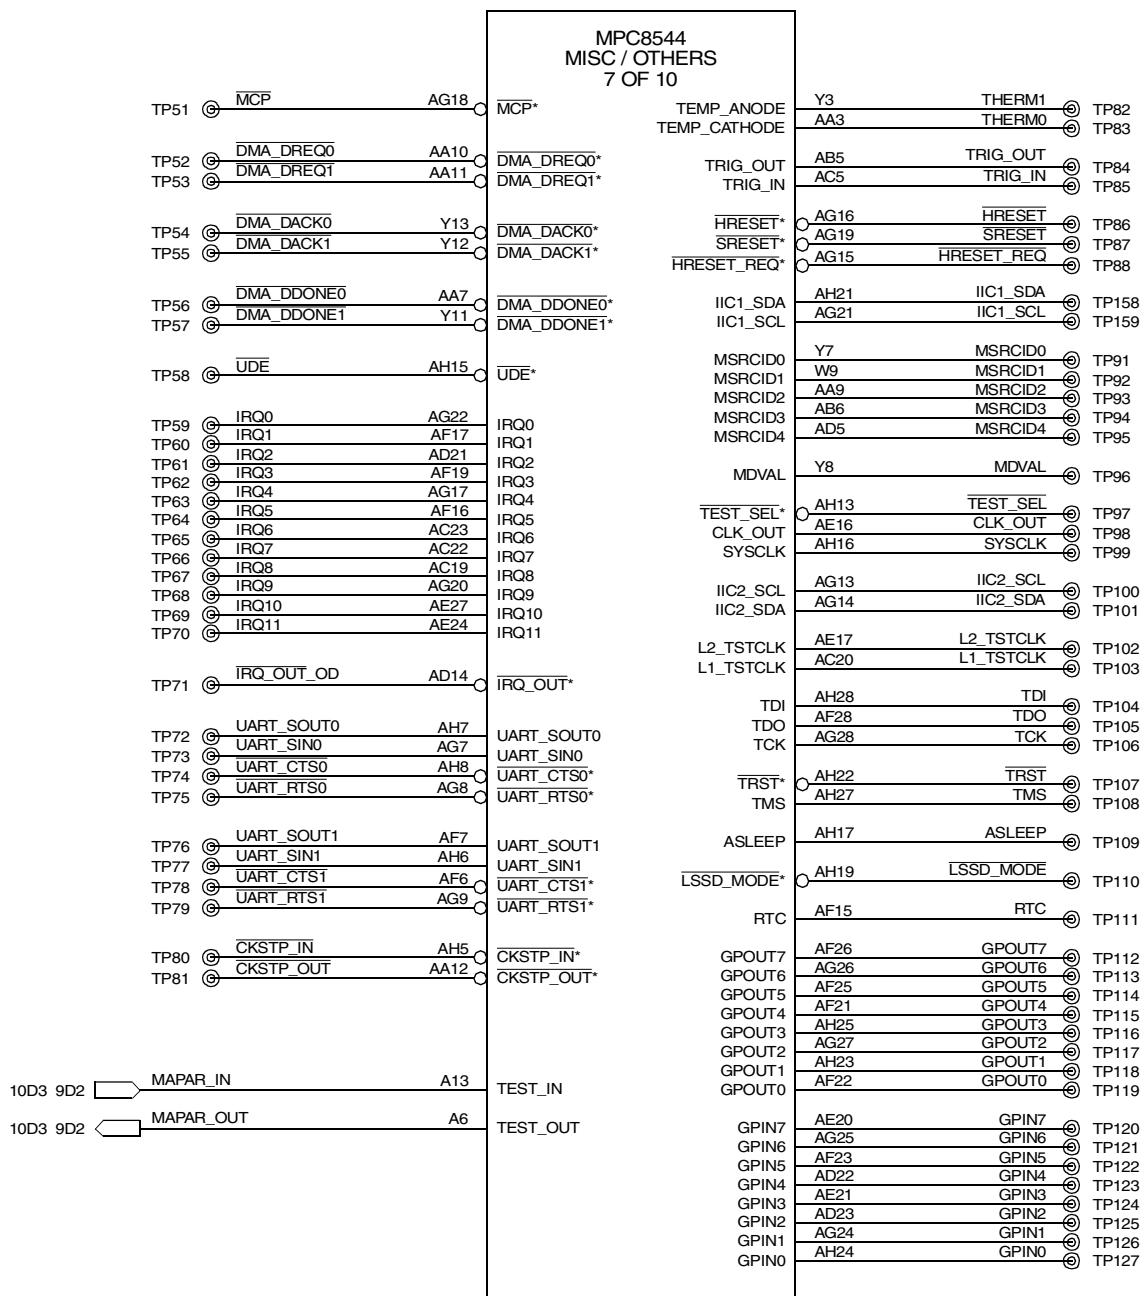 MPC8544
MISC / OTHERS
7 OF 10
TP51 MCP AG18 MCP*
TP52 DMA_DREQ0 AA10 DMA_DREQ0*
TP53 DMA_DREQ1 AA11 DMA_DREQ1*
TP54 DMA_DACK0 Y13 DMA_DACK0*
TP55 DMA_DACK1 Y12 DMA_DACK1*
TP56 DMA_DDONE0 AA7 DMA_DDONE0*
TP57 DMA_DDONE1 Y11 DMA_DDONE1*
TP58 UDE AH15 UDE*
TP59 IRQ0 AG22 IRQ0
TP60 IRQ1 AF17 IRQ1
TP61 IRQ2 AD21 IRQ2
TP62 IRQ3 AF19 IRQ3
TP63 IRQ4 AG17 IRQ4
TP64 IRQ5 AF16 IRQ5
TP65 IRQ6 AC23 IRQ6
TP66 IRQ7 AC22 IRQ7
TP67 IRQ8 AC19 IRQ8
TP68 IRQ9 AG20 IRQ9
TP69 IRQ10 AE27 IRQ10
TP70 IRQ11 AE24 IRQ11
TP71 IRQ_OUT_OD AD14 IRQ_OUT*
TP72 UART_SOUT0 AH7 UART_SOUT0
TP73 UART_SIN0 AG7 UART_SIN0
TP74 UART_CTS0 AH8 UART_CTS0*
TP75 UART_RTS0 AG8 UART_RTS0*
TP76 UART_SOUT1 AF7 UART_SOUT1
TP77 UART_SIN1 AH6 UART_SIN1
TP78 UART_CTS1 AF6 UART_CTS1*
TP79 UART_RTS1 AG9 UART_RTS1*
TP80 CKSTP_IN AH5 CKSTP_IN*
TP81 CKSTP_OUT AA12 CKSTP_OUT*
10D3 9D2 MAPAR_IN A13 TEST_IN
10D3 9D2 MAPAR_OUT A6 TEST_OUT
TEMP_ANODE Y3 THERM1 TP82
TEMP_CATHODE AA3 THERM0 TP83
TRIG_OUT AB5 TRIG_OUT TP84
TRIG_IN AC5 TRIG_IN TP85
HRESET* AG16 HRESET TP86
SRESET* AG19 SRESET TP87
HRESET_REQ* AG15 HRESET_REQ TP88
IIC1_SDA AH21 IIC1_SDA TP158
IIC1_SCL AG21 IIC1_SCL TP159
MSRCID0 Y7 MSRCID0 TP91
MSRCID1 W9 MSRCID1 TP92
MSRCID2 AA9 MSRCID2 TP93
MSRCID3 AB6 MSRCID3 TP94
MSRCID4 AD5 MSRCID4 TP95
MDVAL Y8 MDVAL TP96
TEST_SEL* AH13 TEST_SEL TP97
CLK_OUT AE16 CLK_OUT TP98
SYSCLK AH16 SYSCLK TP99
IIC2_SCL AG13 IIC2_SCL TP100
IIC2_SDA AG14 IIC2_SDA TP101
L2_TSTCLK AE17 L2_TSTCLK TP102
L1_TSTCLK AC20 L1_TSTCLK TP103
TDI AH28 TDI TP104
TDO AF28 TDO TP105
TCK AG28 TCK TP106
TRST* AH22 TRST TP107
TMS AH27 TMS TP108
ASLEEP AH17 ASLEEP TP109
LSSD_MODE* AH19 LSSD_MODE TP110
RTC AF15 RTC TP111
GPOUT7 AF26 GPOUT7 TP112
GPOUT6 AG26 GPOUT6 TP113
GPOUT5 AF25 GPOUT5 TP114
GPOUT4 AF21 GPOUT4 TP115
GPOUT3 AH25 GPOUT3 TP116
GPOUT2 AG27 GPOUT2 TP117
GPOUT1 AH23 GPOUT1 TP118
GPOUT0 AF22 GPOUT0 TP119
GPIN7 AE20 GPIN7 TP120
GPIN6 AG25 GPIN6 TP121
GPIN5 AF23 GPIN5 TP122
GPIN4 AD22 GPIN4 TP123
GPIN3 AE21 GPIN3 TP124
GPIN2 AD23 GPIN2 TP125
GPIN1 AG24 GPIN1 TP126
GPIN0 AH24 GPIN0 TP127